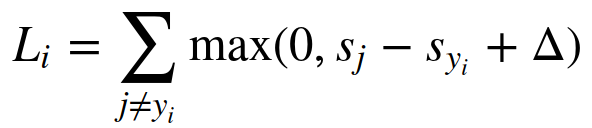 L_i = \sum_{j \neq y_i} \max(0, s_j - s_{y_i} + \Delta)